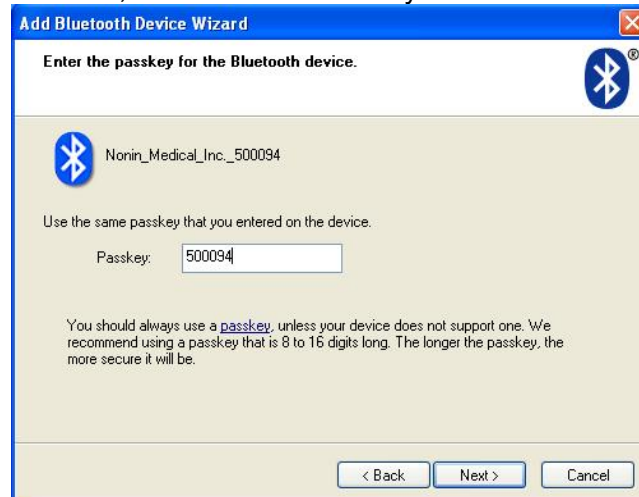 Add Bluetooth Device Wizard
Enter the passkey for the Bluetooth device.
®
Nonin_Medical_Inc._500094
Use the same passkey that you entered on the device.
Passkey: 500094
You should always use a passkey, unless your device does not support one. We
recommend using a passkey that is 8 to 16 digits long. The longer the passkey, the
more secure it will be.
< Back Next > Cancel